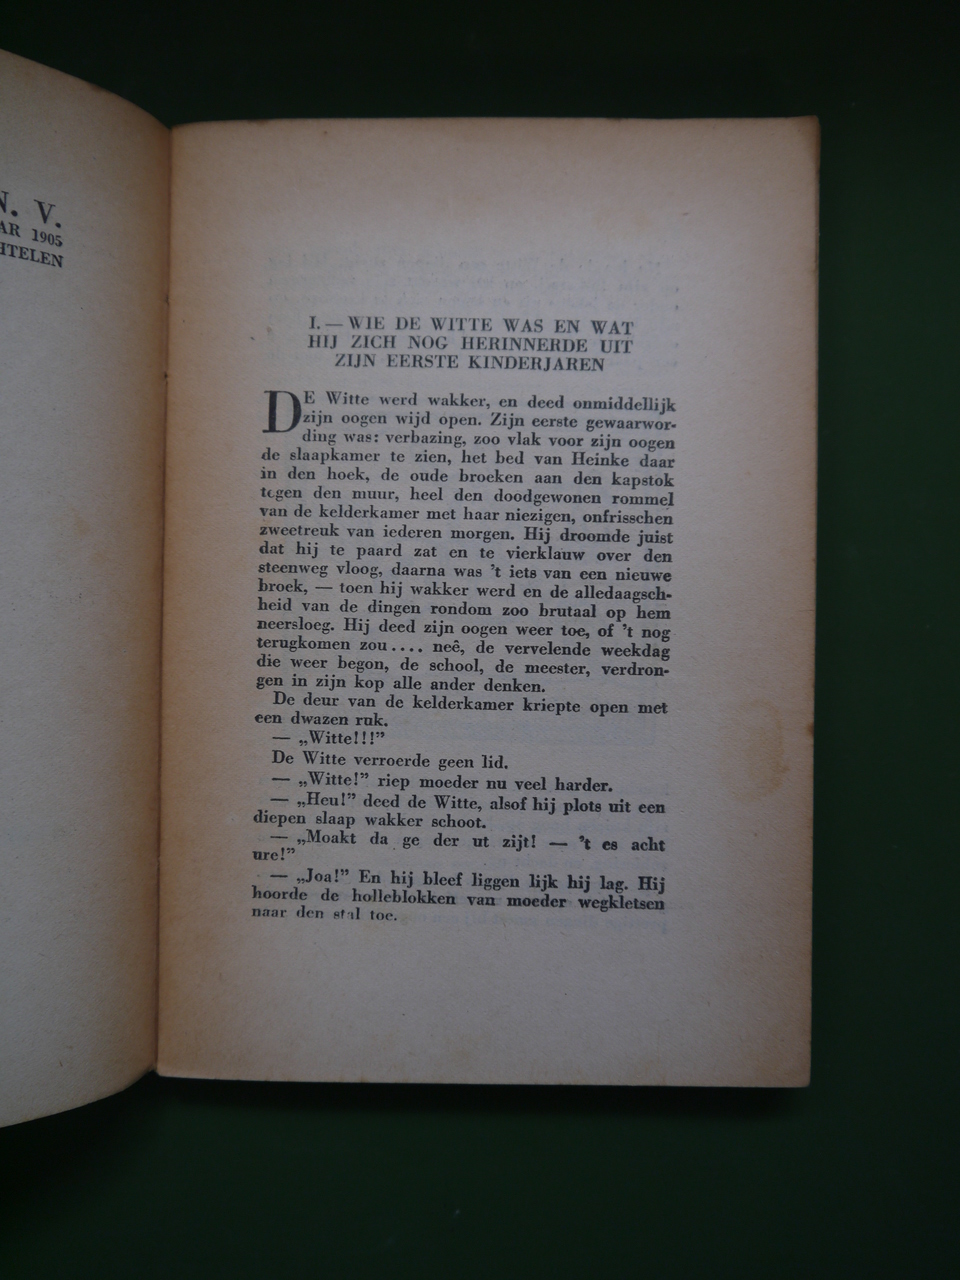 N. V.
AR 1905
HTELEN
I. — WIE DE WITTE WAS EN WAT
HIJ ZICH NOG HERINNERDE UIT
ZIJN EERSTE KINDERJAREN
DE Witte werd wakker, en deed onmiddellijk
zijn oogen wijd open. Zijn eerste gewaarwor-
ding was: verbazing, zoo vlak voor zijn oogen
de slaapkamer te zien, het bed van Heinke daar
in den hoek, de oude broeken aan den kapstok
tegen den muur, heel den doodgewonen rommel
van de kelderkamer met haar niezigen, onfrisschen
zweetreuk van iederen morgen. Hij droomde juist
dat hij te paard zat en te vierklauw over den
steenweg vloog, daarna was 't iets van een nieuwe
broek, — toen hij wakker werd en de alledaagsch-
heid van de dingen rondom zoo brutaal op hem
neersloeg. Hij deed zijn oogen weer toe, of 't nog
terugkomen zou.... neê, de vervelende weekdag
die weer begon, de school, de meester, verdron-
gen in zijn kop alle ander denken.
De deur van de kelderkamer kriepte open met
een dwazen ruk.
— „Witte!!!”
De Witte verroerde geen lid.
— „Witte!” riep moeder nu veel harder.
— „Heu!” deed de Witte, alsof hij plots uit een
diepen slaap wakker schoot.
— „Moakt da ge der ut zijt! — 't es acht
ure!”
— „Joa!” En hij bleef liggen lijk hij lag. Hij
hoorde de holleblokken van moeder wegkletsen
naar den stal toe.